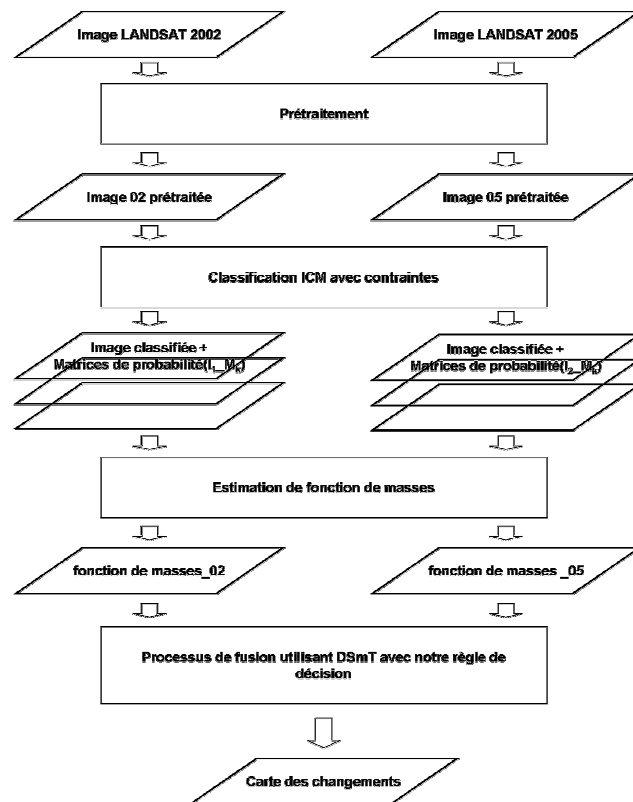 Image LANDSAT 2002
Image LANDSAT 2005
Prétraitement
Image 02 prétraitée
Image 05 prétraitée
Classification ICM avec contraintes
Image classifiée +
Matrices de probabilité(I₁_Mₖ)
Image classifiée +
Matrices de probabilité(I₂_Mₖ)
Estimation de fonction de masses
fonction de masses_02
fonction de masses _05
Processus de fusion utilisant DSmT avec notre règle de
décision
Carte des changements